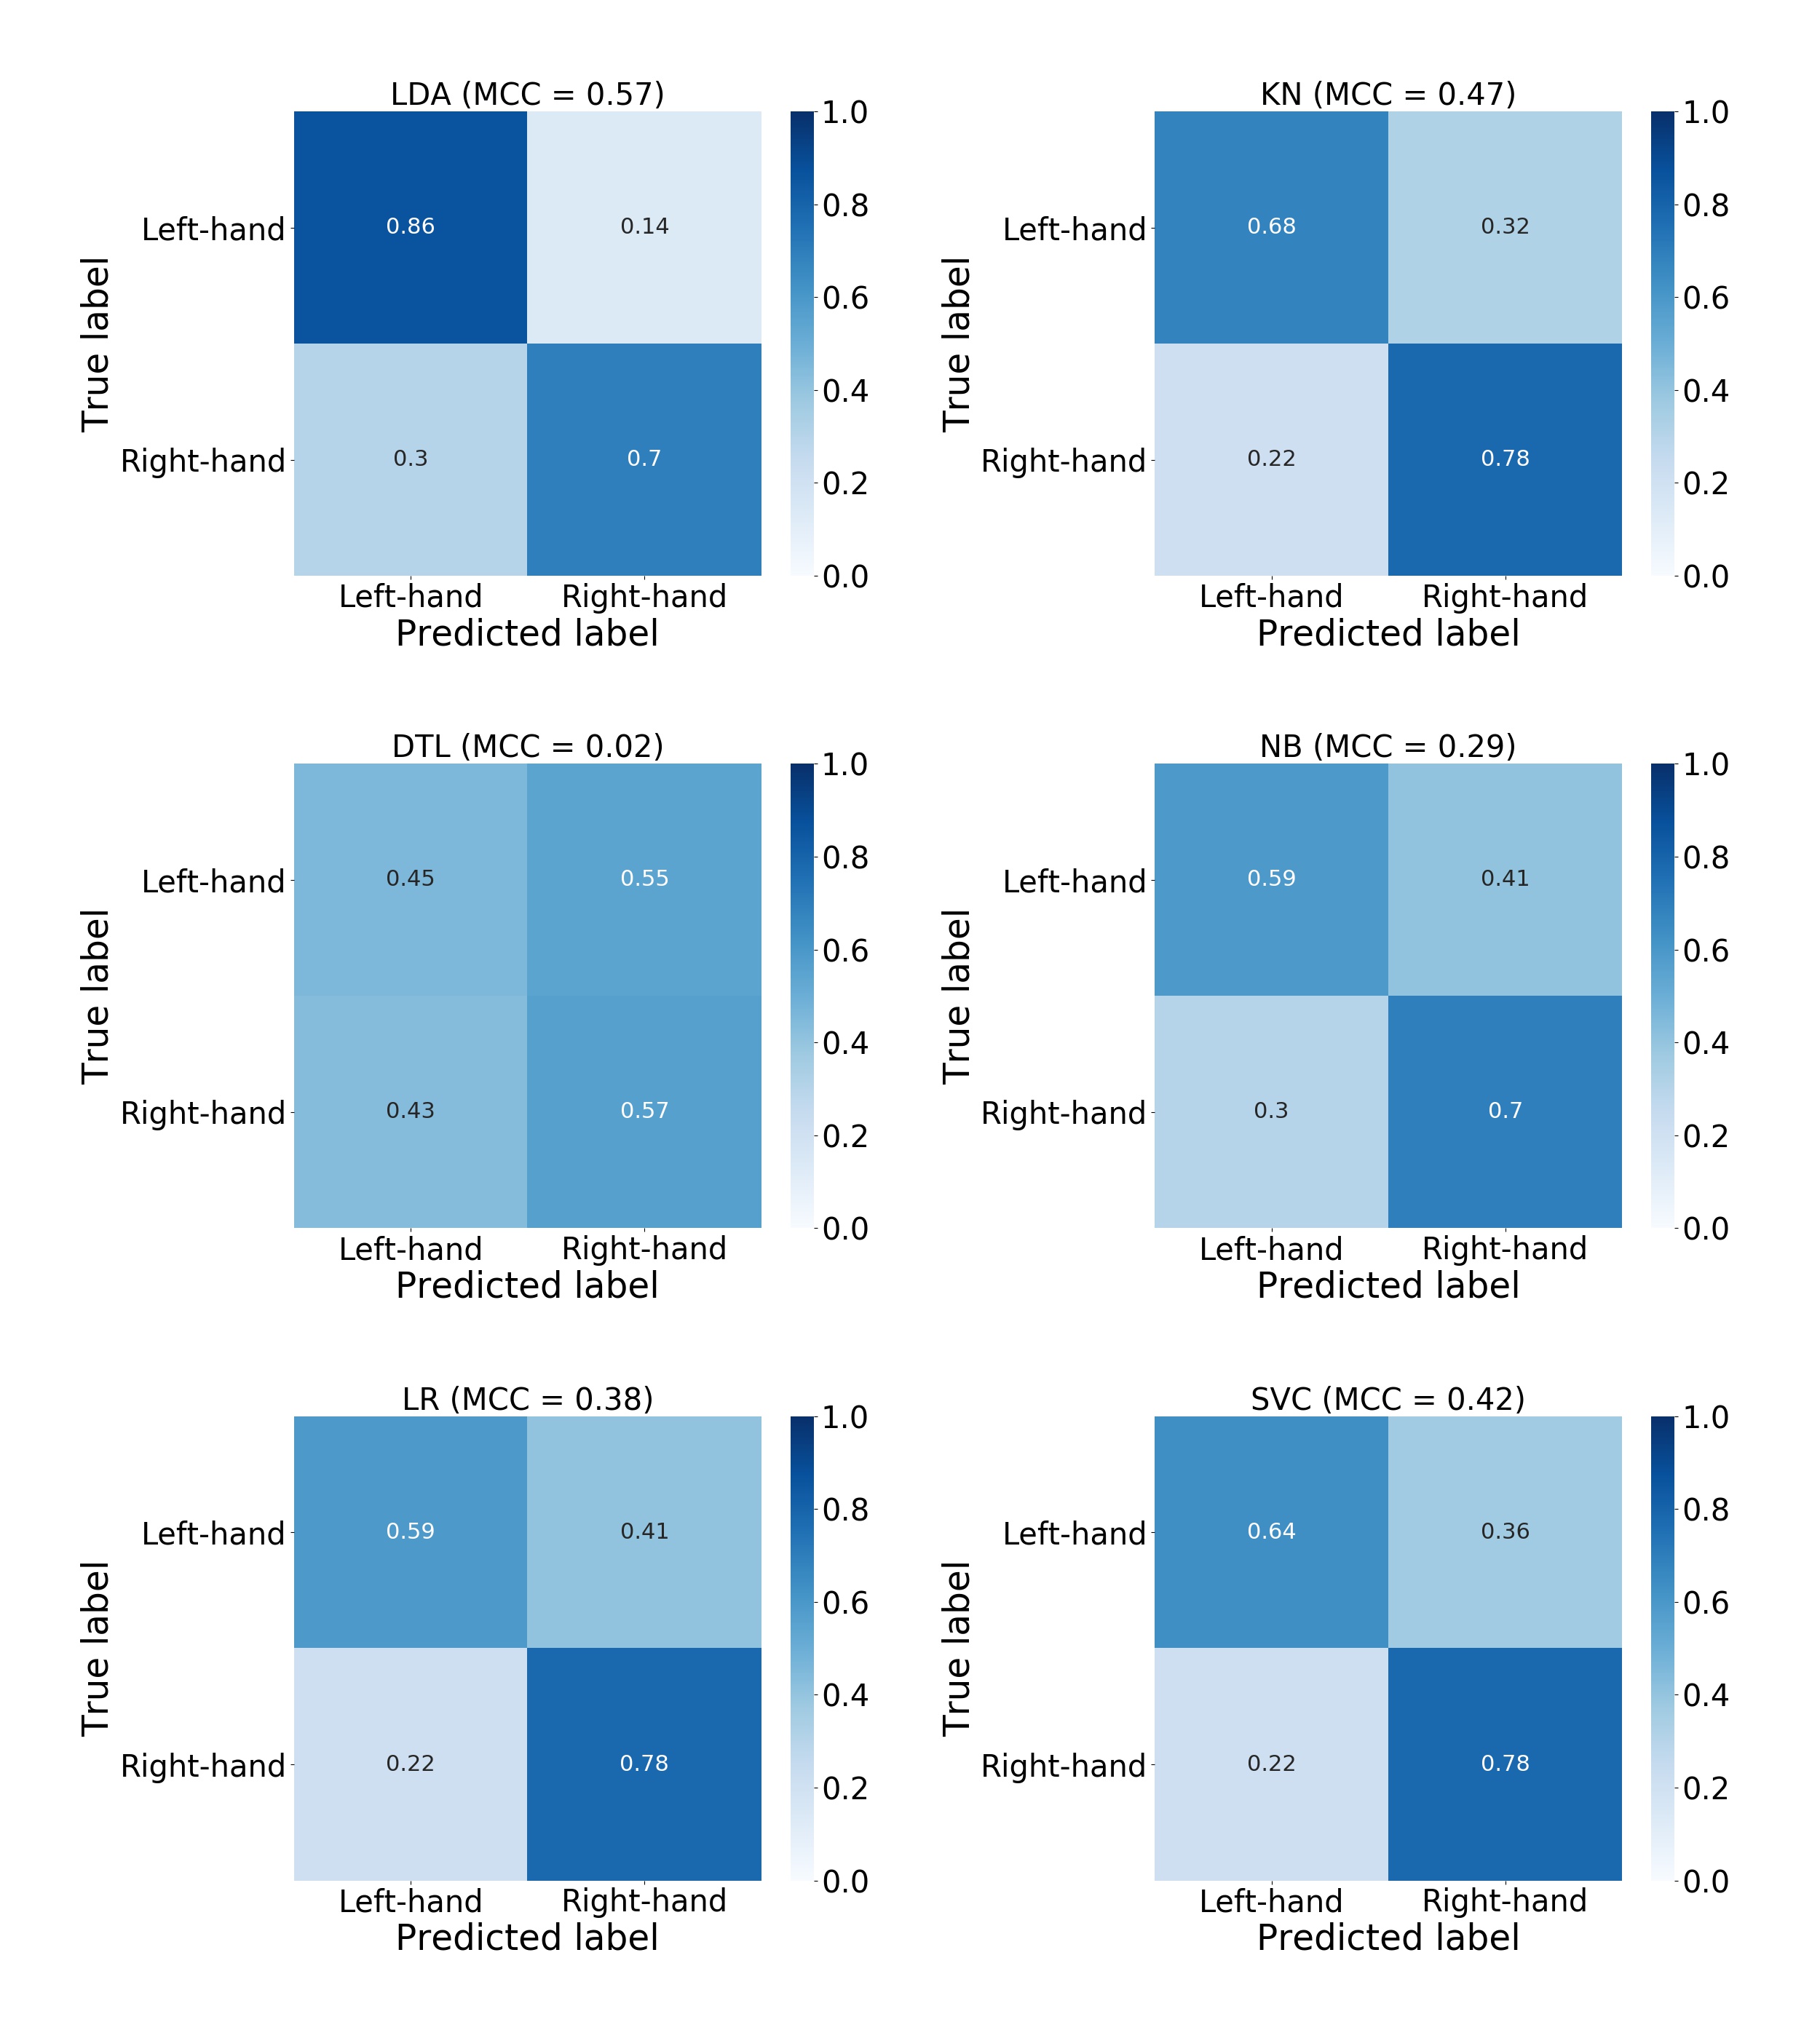 LDA (MCC = 0.57)
True label
Left-hand
0.86
0.14
Right-hand
0.3
0.7
Left-hand
Right-hand
Predicted label
1.0
0.8
0.6
0.4
0.2
0.0
KN (MCC = 0.47)
True label
Left-hand
0.68
0.32
Right-hand
0.22
0.78
Left-hand
Right-hand
Predicted label
1.0
0.8
0.6
0.4
0.2
0.0
DTL (MCC = 0.02)
True label
Left-hand
0.45
0.55
Right-hand
0.43
0.57
Left-hand
Right-hand
Predicted label
1.0
0.8
0.6
0.4
0.2
0.0
NB (MCC = 0.29)
True label
Left-hand
0.59
0.41
Right-hand
0.3
0.7
Left-hand
Right-hand
Predicted label
1.0
0.8
0.6
0.4
0.2
0.0
LR (MCC = 0.38)
True label
Left-hand
0.59
0.41
Right-hand
0.22
0.78
Left-hand
Right-hand
Predicted label
1.0
0.8
0.6
0.4
0.2
0.0
SVC (MCC = 0.42)
True label
Left-hand
0.64
0.36
Right-hand
0.22
0.78
Left-hand
Right-hand
Predicted label
1.0
0.8
0.6
0.4
0.2
0.0